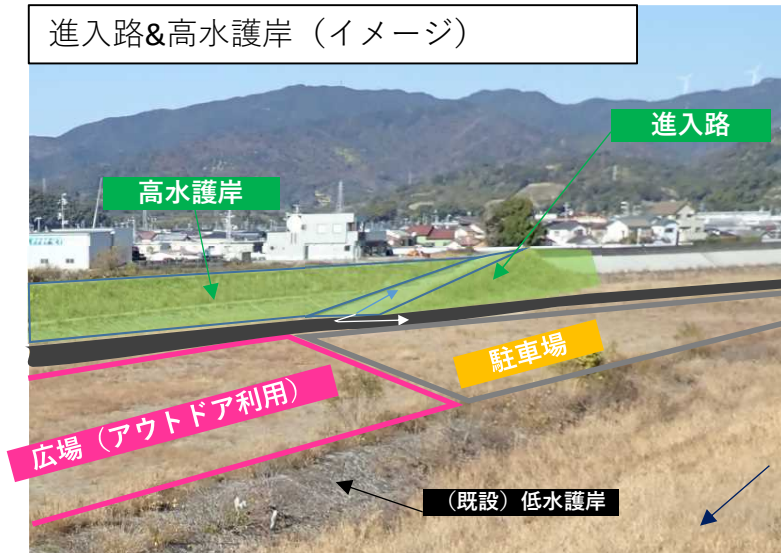 進入路&高水護岸（イメージ）
進入路
高水護岸
駐車場
広場（アウトドア利用）
（既設）低水護岸